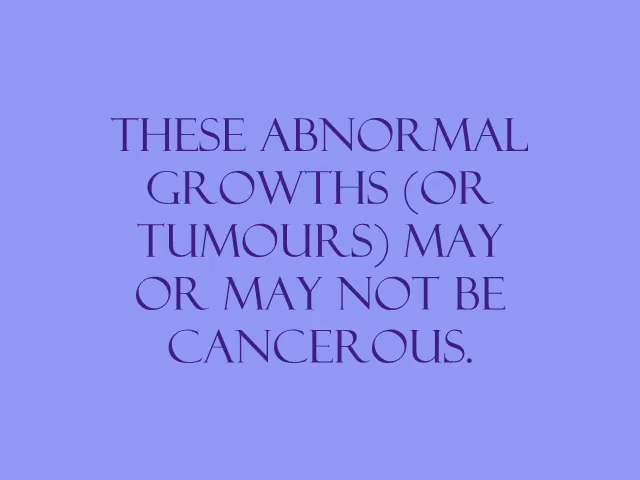 THESE ABNORMAL
GROWTHS (OR
TUMOURS) MAY
OR MAY NOT BE
CANCEROUS.